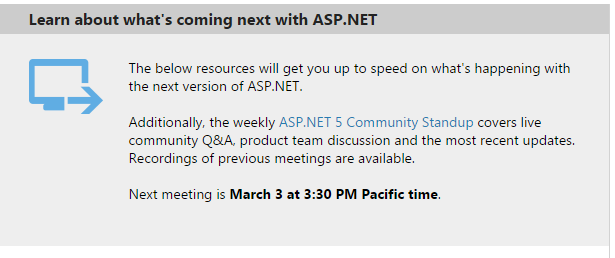 Learn about what's coming next with ASP.NET
The below resources will get you up to speed on what's happening with
the next version of ASP.NET.
Additionally, the weekly ASP.NET 5 Community Standup covers live
community Q&A, product team discussion and the most recent updates.
Recordings of previous meetings are available.
Next meeting is March 3 at 3:30 PM Pacific time.